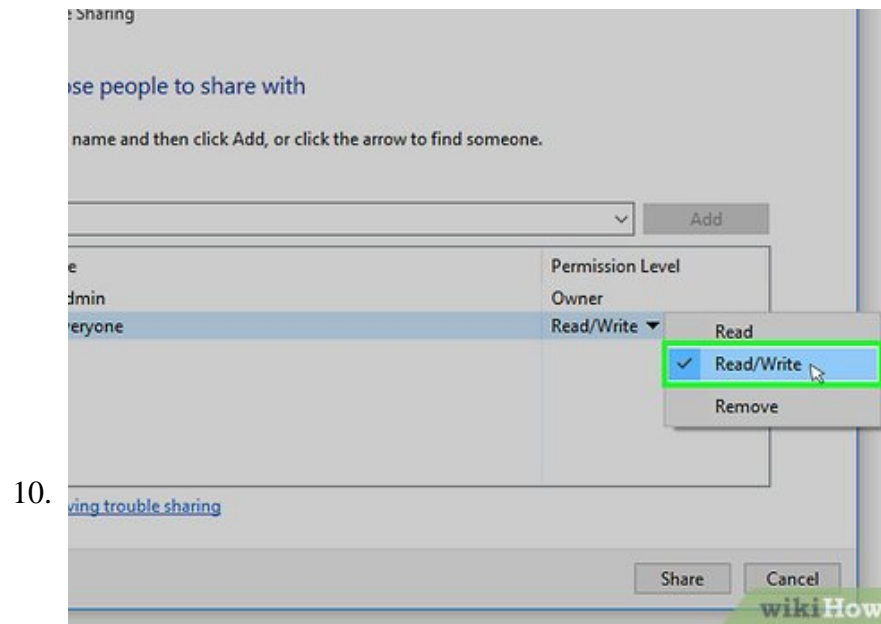 e Sharing
ose people to share with
name and then click Add, or click the arrow to find someone.
Add
e Permission Level
dmin Owner
eryone Read/Write
Read
Read/Write
Remove
10.
ving trouble sharing
Share Cancel
wikiHow